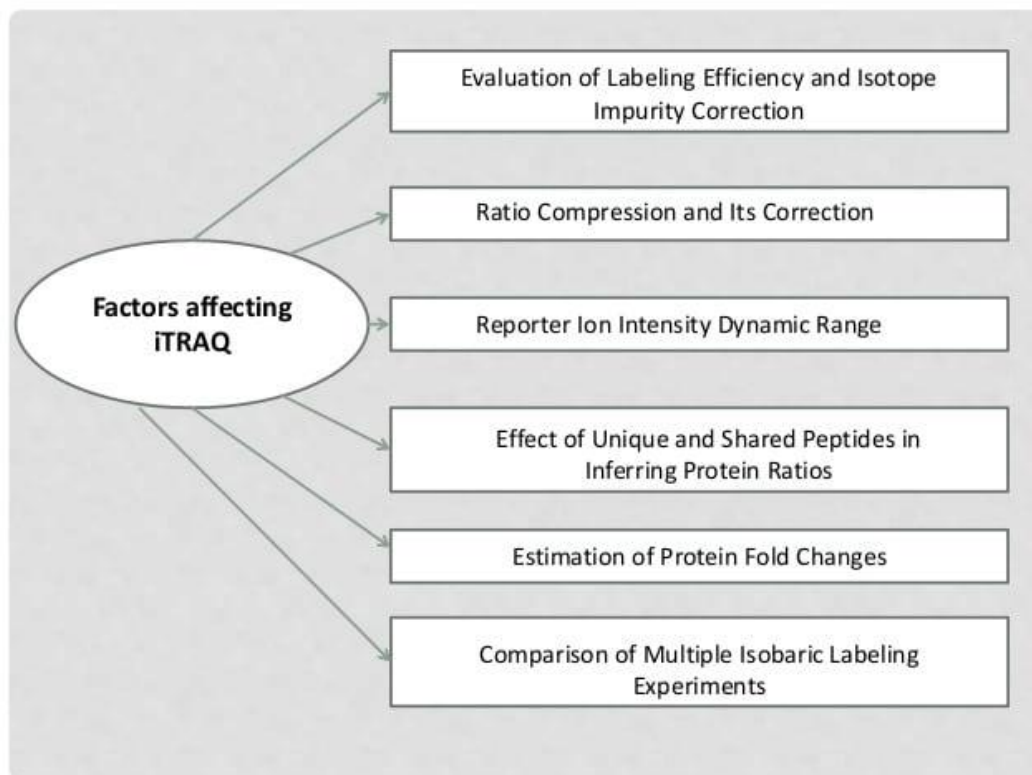 Evaluation of Labeling Efficiency and Isotope
Impurity Correction
Ratio Compression and Its Correction
Factors affecting
iTRAQ
Reporter Ion Intensity Dynamic Range
Effect of Unique and Shared Peptides in
Inferring Protein Ratios
Estimation of Protein Fold Changes
Comparison of Multiple Isobaric Labeling
Experiments